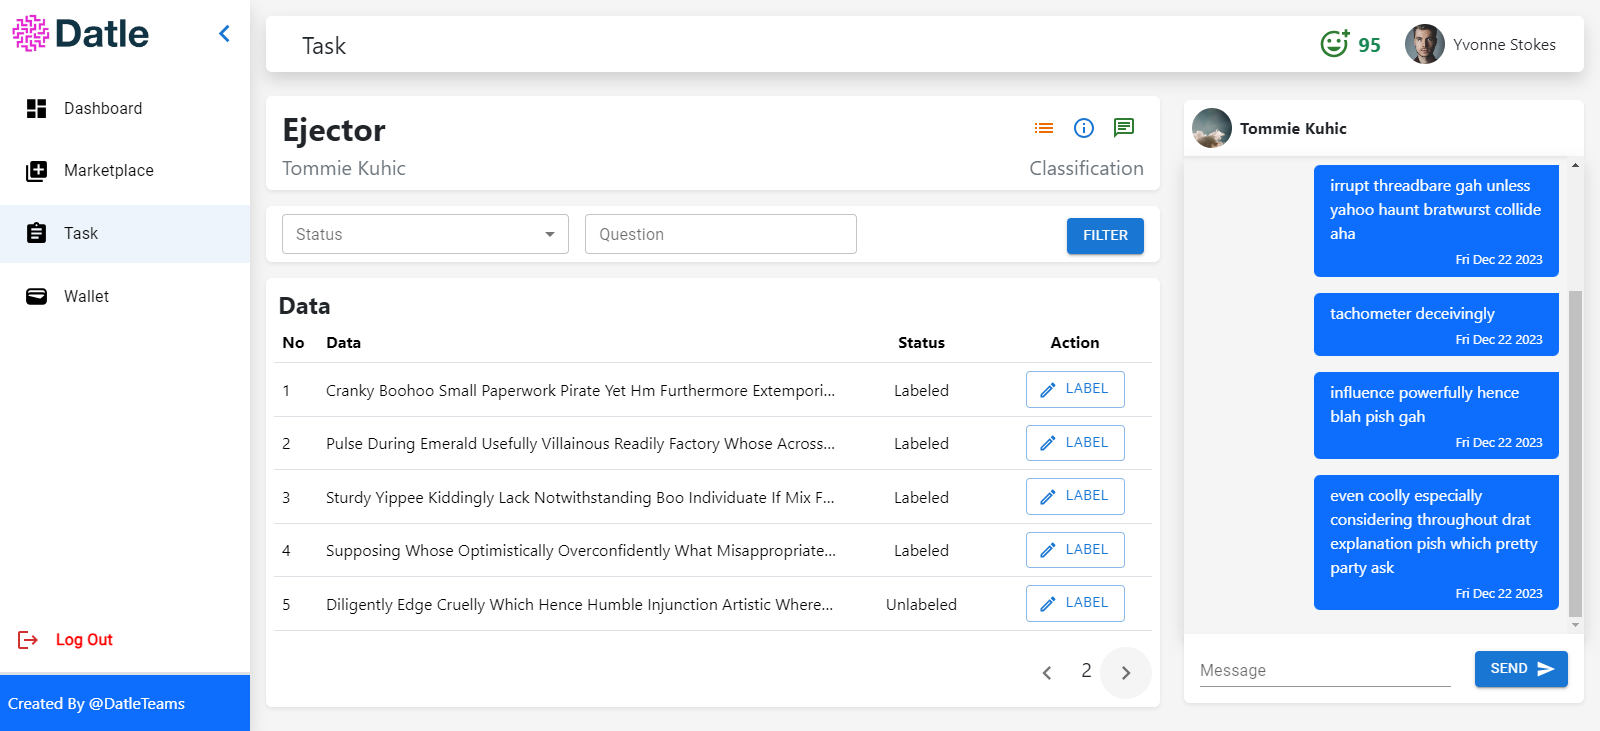 Datle
Dashboard
Marketplace
Task
Wallet
Log Out
Created By @DatleTeams
Task
95
Yvonne Stokes
Ejector
Tommie Kuhic
Classification
Status
Question
FILTER
Data
No Data Status Action
1 Cranky Boohoo Small Paperwork Pirate Yet Hm Furthermore Extempori... Labeled LABEL
2 Pulse During Emerald Usefully Villainous Readily Factory Whose Across... Labeled LABEL
3 Sturdy Yippee Kiddingly Lack Notwithstanding Boo Individuate If Mix F... Labeled LABEL
4 Supposing Whose Optimistically Overconfidently What Misappropriate... Labeled LABEL
5 Diligently Edge Cruelly Which Hence Humble Injunction Artistic Where... Unlabeled LABEL
2
Tommie Kuhic
irrupt threadbare gah unless
yahoo haunt bratwurst collide
aha
Fri Dec 22 2023
tachometer deceivingly
Fri Dec 22 2023
influence powerfully hence
blah pish gah
Fri Dec 22 2023
even coolly especially
considering throughout drat
explanation pish which pretty
party ask
Fri Dec 22 2023
Message
SEND